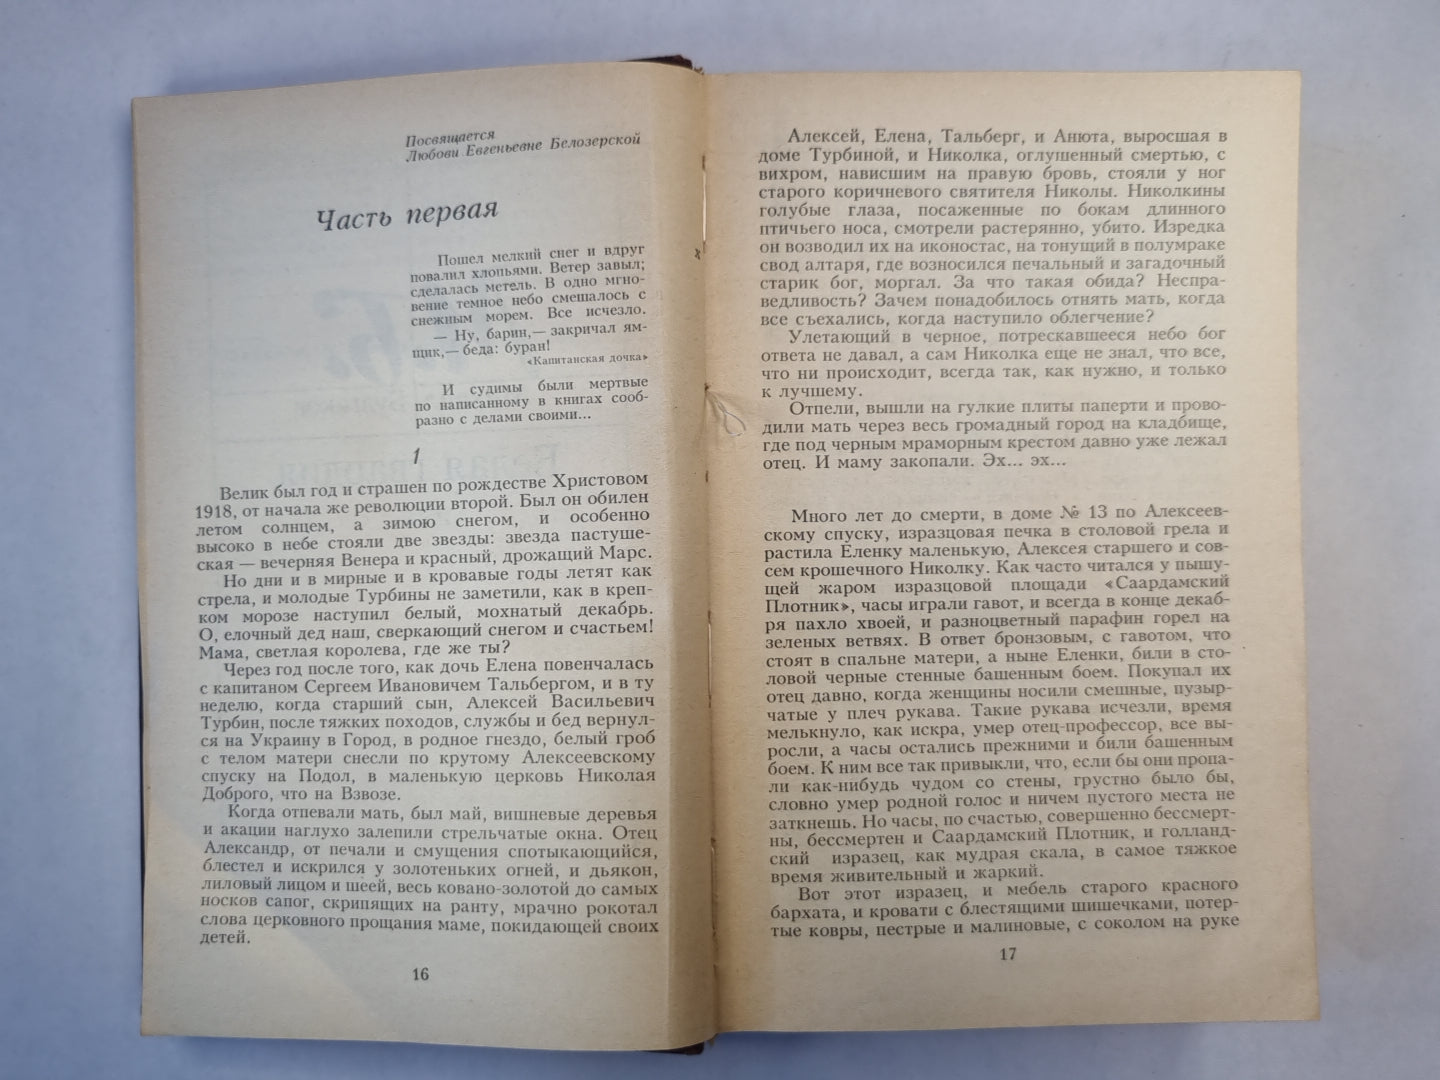 Посвящается
Любови Евгеньевне Белозерской
Часть первая
Пошел мелкий снег и вдруг
повалил хлопьями. Ветер завыл;
сделалась метель. В одно мгно-
вение темное небо смешалось с
снежным морем. Все исчезло.
— Ну, барин,— закричал ям-
щик,— беда: буран!
«Капитанская дочка»
И судимы были мертвые
по написанному в книгах сооб-
разно с делами своими...
1
Велик был год и страшен по рождестве Христовом
1918, от начала же революции второй. Был он обилен
летом солнцем, а зимою снегом, и особенно
высоко в небе стояли две звезды: звезда пастуше-
ская — вечерняя Венера и красный, дрожащий Марс.
Но дни и в мирные и в кровавые годы летят как
стрела, и молодые Турбины не заметили, как в креп-
ком морозе наступил белый, мохнатый декабрь.
О, елочный дед наш, сверкающий снегом и счастьем!
Мама, светлая королева, где же ты?
Через год после того, как дочь Елена повенчалась
с капитаном Сергеем Ивановичем Тальбергом, и в ту
неделю, когда старший сын, Алексей Васильевич
Турбин, после тяжких походов, службы и бед вернул-
ся на Украину в Город, в родное гнездо, белый гроб
с телом матери снесли по крутому Алексеевскому
спуску на Подол, в маленькую церковь Николая
Доброго, что на Взвозе.
Когда отпевали мать, был май, вишневые деревья
и акации наглухо залепили стрельчатые окна. Отец
Александр, от печали и смущения спотыкающийся,
блестел и искрился у золотеньких огней, и дьякон,
лиловый лицом и шеей, весь ковано-золотой до самых
носков сапог, скрипящих на ранту, мрачно рокотал
слова церковного прощания маме, покидающей своих
детей.
16
Алексей, Елена, Тальберг, и Анюта, выросшая в
доме Турбиной, и Николка, оглушенный смертью, с
вихром, нависшим на правую бровь, стояли у ног
старого коричневого святителя Николы. Николкины
голубые глаза, посаженные по бокам длинного
птичьего носа, смотрели растерянно, убито. Изредка
он возводил их на иконостас, на тонущий в полумраке
свод алтаря, где возносился печальный и загадочный
старик бог, моргал. За что такая обида? Неспра-
ведливость? Зачем понадобилось отнять мать, когда
все съехались, когда наступило облегчение?
Улетающий в черное, потрескавшееся небо бог
ответа не давал, а сам Николка еще не знал, что все,
что ни происходит, всегда так, как нужно, и только
к лучшему.
Отпели, вышли на гулкие плиты паперти и прово-
дили мать через весь громадный город на кладбище,
где под черным мраморным крестом давно уже лежал
отец. И маму закопали. Эх... эх...
Много лет до смерти, в доме № 13 по Алексеев-
скому спуску, изразцовая печка в столовой грела и
растила Еленку маленькую, Алексея старшего и сов-
сем крошечного Николку. Как часто читался у пышу-
щей жаром изразцовой площади «Саардамский
Плотник», часы играли гавот, и всегда в конце декаб-
ря пахло хвоей, и разноцветный парафин горел на
зеленых ветвях. В ответ бронзовым, с гавотом, что
стоят в спальне матери, а ныне Еленки, били в сто-
ловой черные стенные башенным боем. Покупал их
отец давно, когда женщины носили смешные, пузыр-
чатые у плеч рукава. Такие рукава исчезли, время
мелькнуло, как искра, умер отец-профессор, все вы-
росли, а часы остались прежними и били башенным
боем. К ним все так привыкли, что, если бы они пропа-
ли как-нибудь чудом со стены, грустно было бы,
словно умер родной голос и ничем пустого места не
заткнешь. Но часы, по счастью, совершенно бессмерт-
ны, бессмертен и Саардамский Плотник, и голланд-
ский изразец, как мудрая скала, в самое тяжкое
время живительный и жаркий.
Вот этот изразец, и мебель старого красного
бархата, и кровати с блестящими шишечками, потер-
тые ковры, пестрые и малиновые, с соколом на руке
17